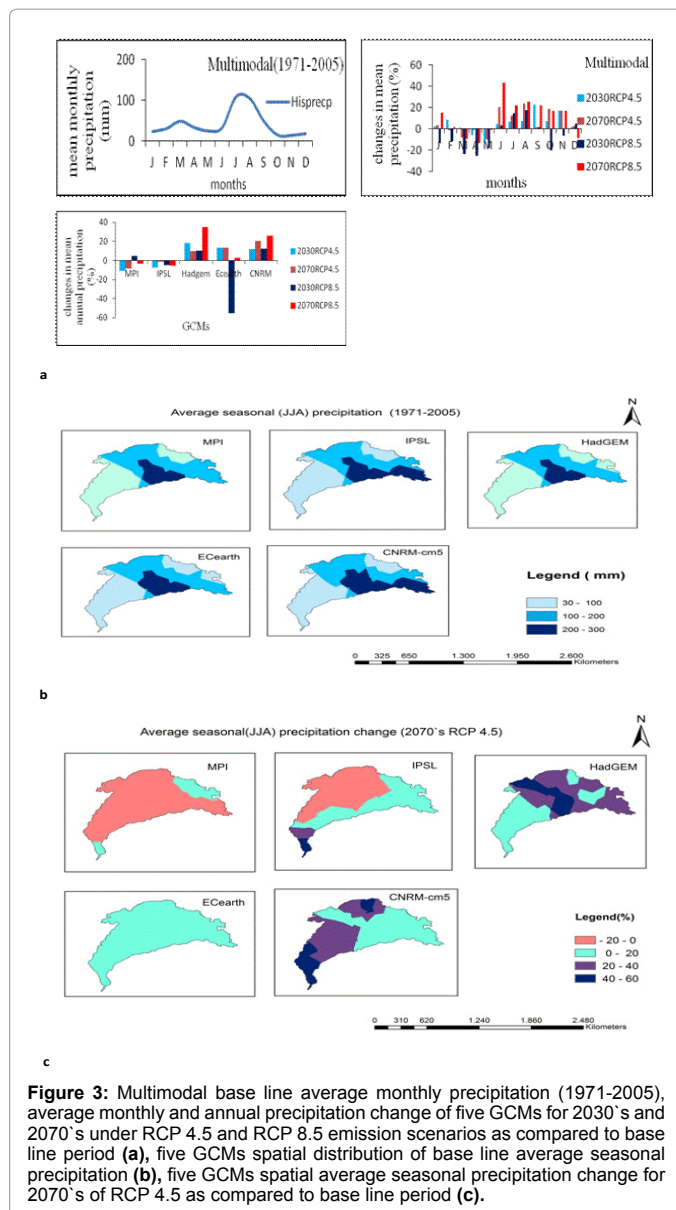 Multimodal(1971-2005)
mean monthly
precipitation
(mm)
200
100
0
Hisprecp
J F M A M J J A S O N D
months
Multimodal
changes in mean
precipitation (%)
60
40
20
0
-20
-40
J F M A M J J A S O N D
months
2030RCP4.5
2070RCP4.5
2030RCP8.5
2070RCP8.5
changes in mean
annual precipitation
(%)
40
20
0
-20
-40
-60
MPI IPSL Hadgem Ecearth CNRM
GCMs
2030RCP4.5
2070RCP4.5
2030RCP8.5
2070RCP8.5
a
Average seasonal (JJA) precipitation (1971-2005)
N
MPI
IPSL
HadGEM
ECearth
CNRM-cm5
Legend ( mm)
30 - 100
100 - 200
200 - 300
0 325 650 1.300 1.950 2.600
Kilometers
b
Average seasonal(JJA) precipitation change (2070`s RCP 4.5)
N
MPI
IPSL
HadGEM
ECearth
CNRM-cm5
Legend(%)
- 20 - 0
0 - 20
20 - 40
40 - 60
0 310 620 1.240 1.860 2.480
Kilometers
c
Figure 3: Multimodal base line average monthly precipitation (1971-2005),
average monthly and annual precipitation change of five GCMs for 2030`s and
2070`s under RCP 4.5 and RCP 8.5 emission scenarios as compared to base
line period (a), five GCMs spatial distribution of base line average seasonal
precipitation (b), five GCMs spatial average seasonal precipitation change for
2070`s of RCP 4.5 as compared to base line period (c).